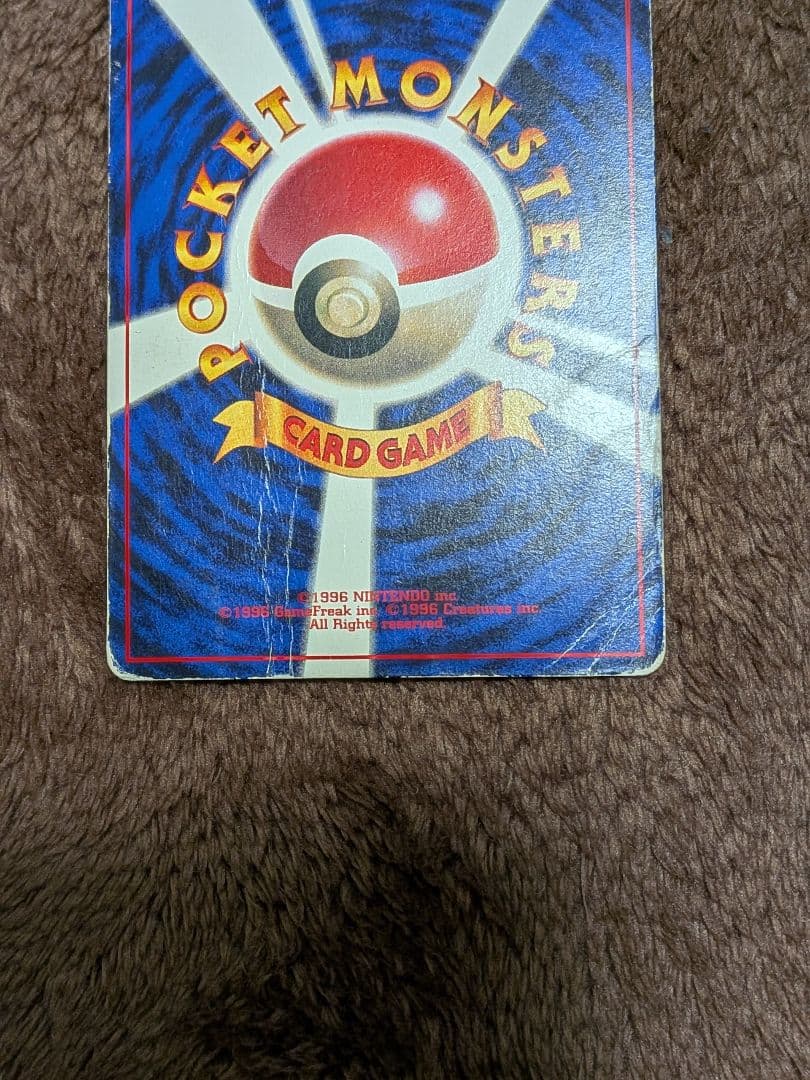 POCKET MONSTERS
CARD GAME
©1996 NINTENDO inc
©1996 GameFreak inc ©1996 Creatures inc
All Rights reserved.